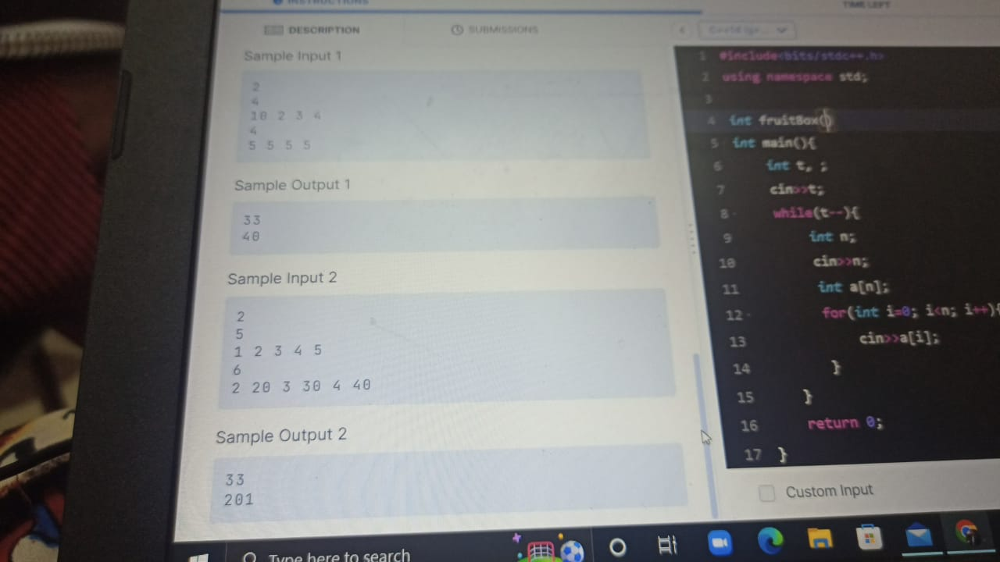 INSTRUCTIONS
TIME LEFT
DESCRIPTION
SUBMISSIONS
Sample Input 1
2
4
10 2 3 4
4
5 5 5 5
Sample Output 1
33
40
Sample Input 2
2
5
1 2 3 4 5
6
2 20 3 30 4 40
Sample Output 2
33
201
1 #include<bits/stdc++.h>
2 using namespace std;
3
4 int fruitBox()
5 int main(){
6 int t, ;
7 cin>>t;
8 while(t--){
9 int n;
10 cin>>n;
11 int a[n];
12 for(int i=0; i<n; i++){
13 cin>>a[i];
14 }
15 }
16 return 0;
17 }
Custom Input
Type here to search